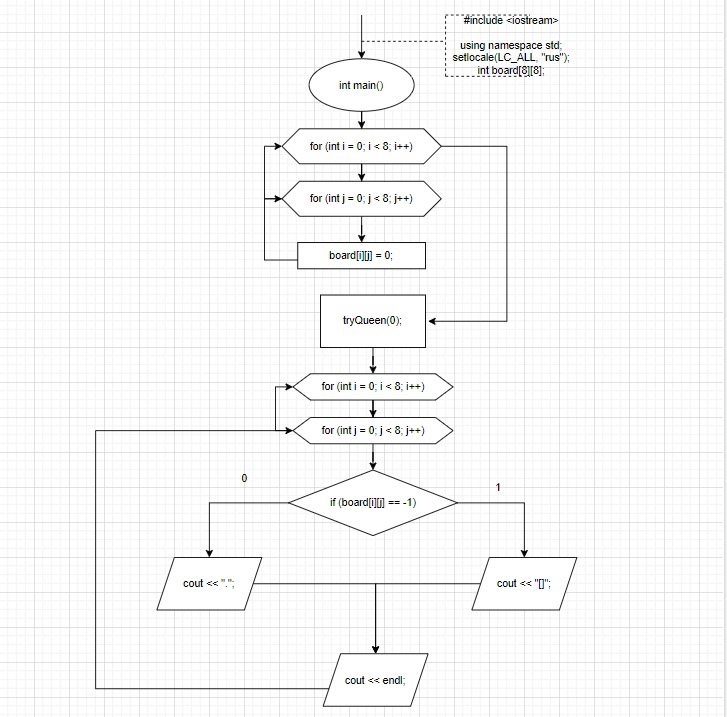 #include <iostream>
using namespace std;
setlocale(LC_ALL, "rus");
int board[8][8];
int main()
for (int i = 0; i < 8; i++)
for (int j = 0; j < 8; j++)
board[i][j] = 0;
tryQueen(0);
for (int i = 0; i < 8; i++)
for (int j = 0; j < 8; j++)
if (board[i][j] == -1)
0
1
cout << ".";
cout << "[]";
cout << endl;